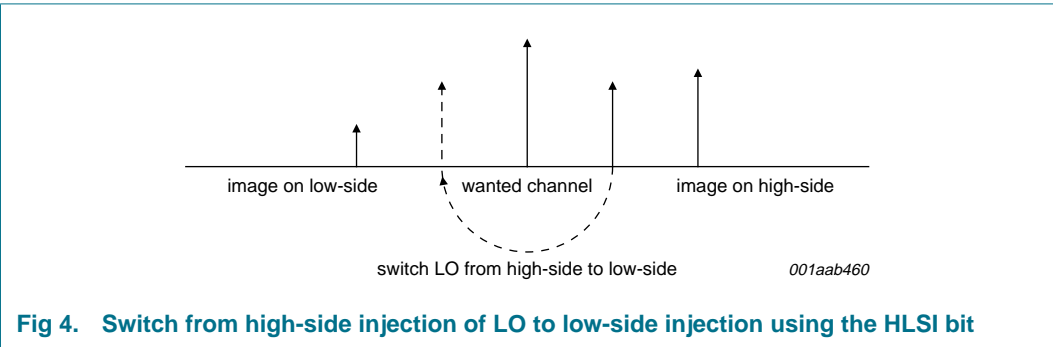 image on low-side wanted channel image on high-side
switch LO from high-side to low-side 001aab460
Fig 4. Switch from high-side injection of LO to low-side injection using the HLSI bit